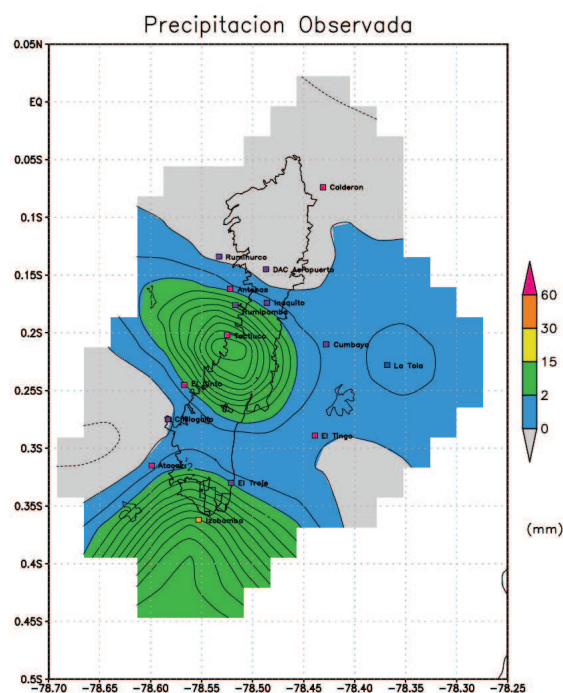 Precipitacion Observada
0.05N
EQ
0.05S
0.1S
0.15S
0.2S
0.25S
0.3S
0.35S
0.4S
0.45S
0.5S
-78.70 -78.65 -78.60 -78.55 -78.50 -78.45 -78.40 -78.35 -78.30 -78.25
Calderon
Rumihurco
DAC Aeropuerto
Antenas
Inaquito
Rumipamba
Cumbaya
La Tola
El Cinto
Chillogallo
El Tingo
El Troje
Izobamba
60
30
15
2
0
(mm)